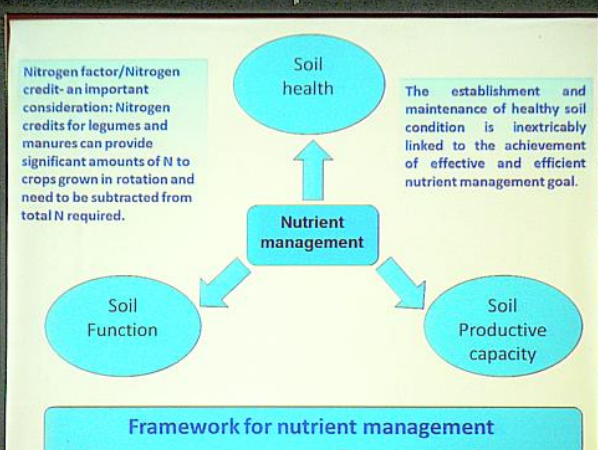 Soil
health
Nitrogen factor/Nitrogen
credit- an important
consideration: Nitrogen
credits for legumes and
manures can provide
significant amounts of N to
crops grown in rotation and
need to be subtracted from
total N required.
The establishment and
maintenance of healthy soil
condition is inextricably
linked to the achievement
of effective and efficient
nutrient management goal.
Nutrient
management
Soil
Function
Soil
Productive
capacity
Framework for nutrient management